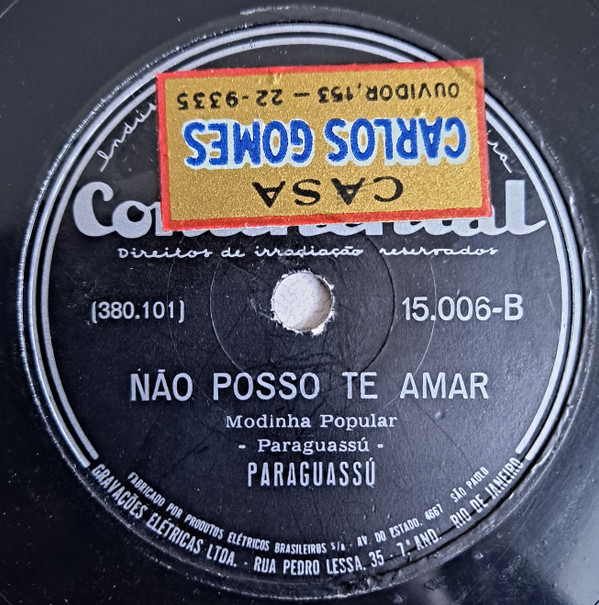 Continental
CASA
CARLOS GOMES
OUVIDOR, 153 — 22-9335
Direitos de irradiação reservados
(380.101)
15.006-B
NÃO POSSO TE AMAR
Modinha Popular
- Paraguassú -
PARAGUASSÚ
FABRICADO POR PRODUTOS ELÉTRICOS BRASILEIROS S/A. AV. DO ESTADO, 4667 SÃO PAULO
GRAVAÇÕES ELÉTRICAS LTDA. - RUA PEDRO LESSA, 35 - 7.º AND. - RIO DE JANEIRO